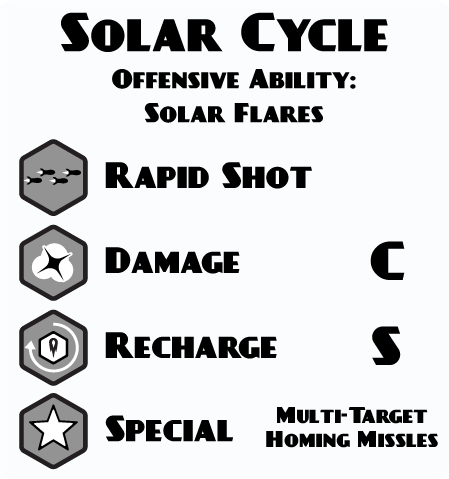 Solar Cycle
Offensive Ability:
Solar Flares
Rapid Shot
Damage C
Recharge S
Special Multi-Target
Homing Missles